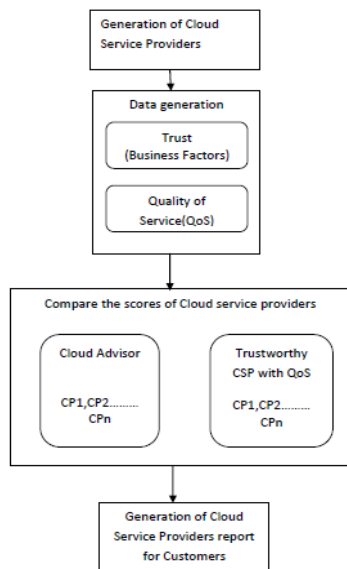 Generation of Cloud
Service Providers
Data generation
Trust
(Business Factors)
Quality of
Service(QoS)
Compare the scores of Cloud service providers
Cloud Advisor
CP1,CP2.........
CPn
Trustworthy
CSP with QoS
CP1,CP2.........
CPn
Generation of Cloud
Service Providers report
for Customers